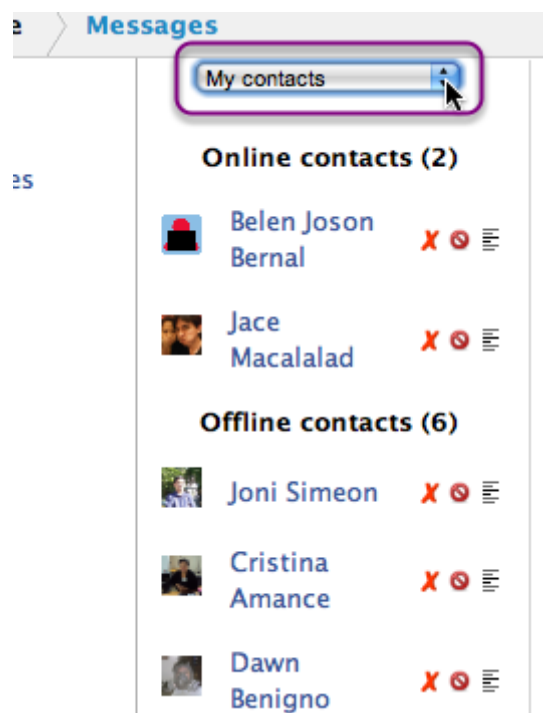 e Messages
My contacts
Online contacts (2)
es
Belen Joson
Bernal
Jace
Macalalad
Offline contacts (6)
Joni Simeon
Cristina
Amance
Dawn
Benigno